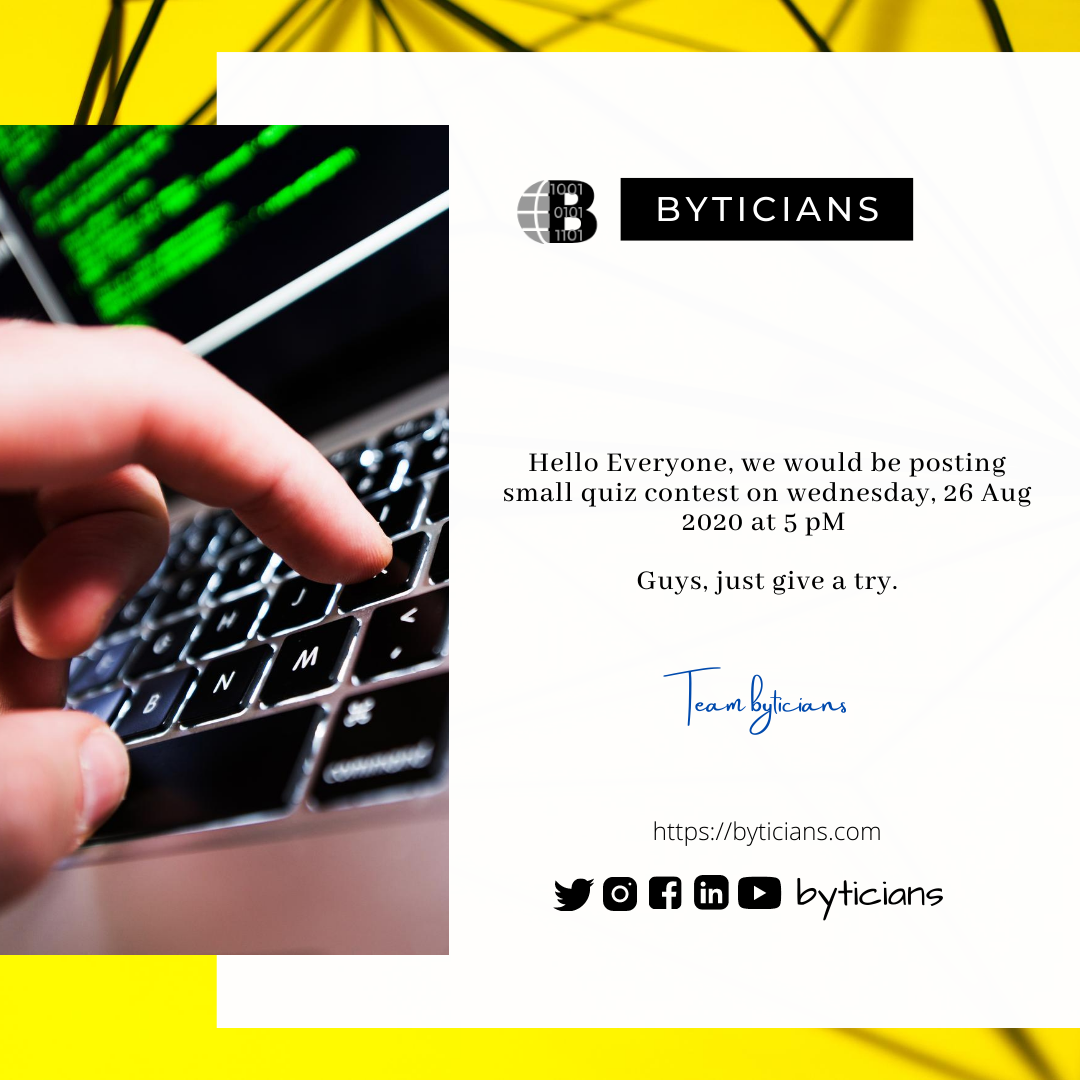 1001
0101
1101
B
BYTICIANS
Hello Everyone, we would be posting
small quiz contest on wednesday, 26 Aug
2020 at 5 pM
Guys, just give a try.
Team byticians
https://byticians.com
byticians
H
J
B
N
M
<
,
⌘
command